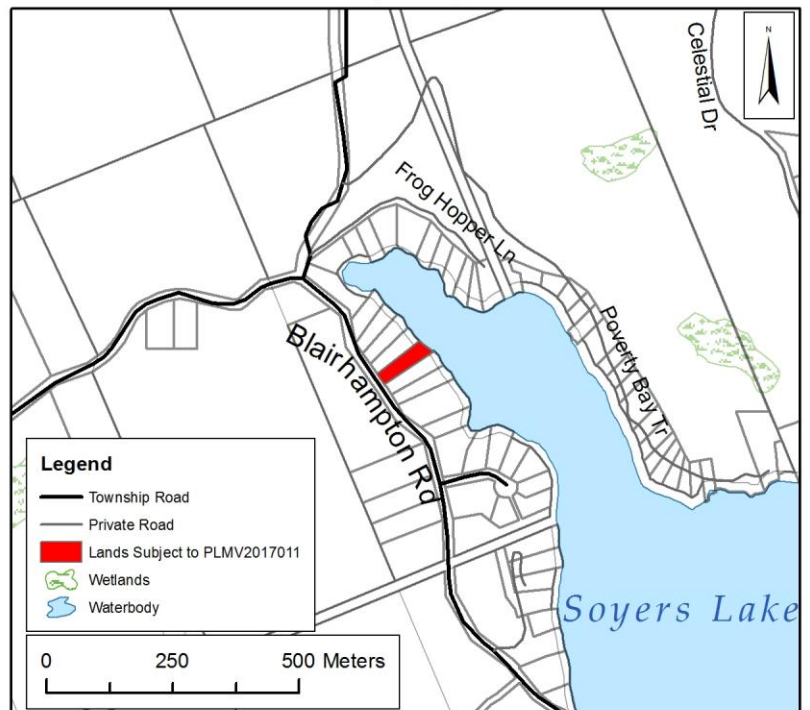 N
Celestial Dr
Frog Hopper Ln
Poverty Bay Tr
Blairhampton Rd
Soyers Lake
Legend
Township Road
Private Road
Lands Subject to PLMV2017011
Wetlands
Waterbody
0 250 500 Meters